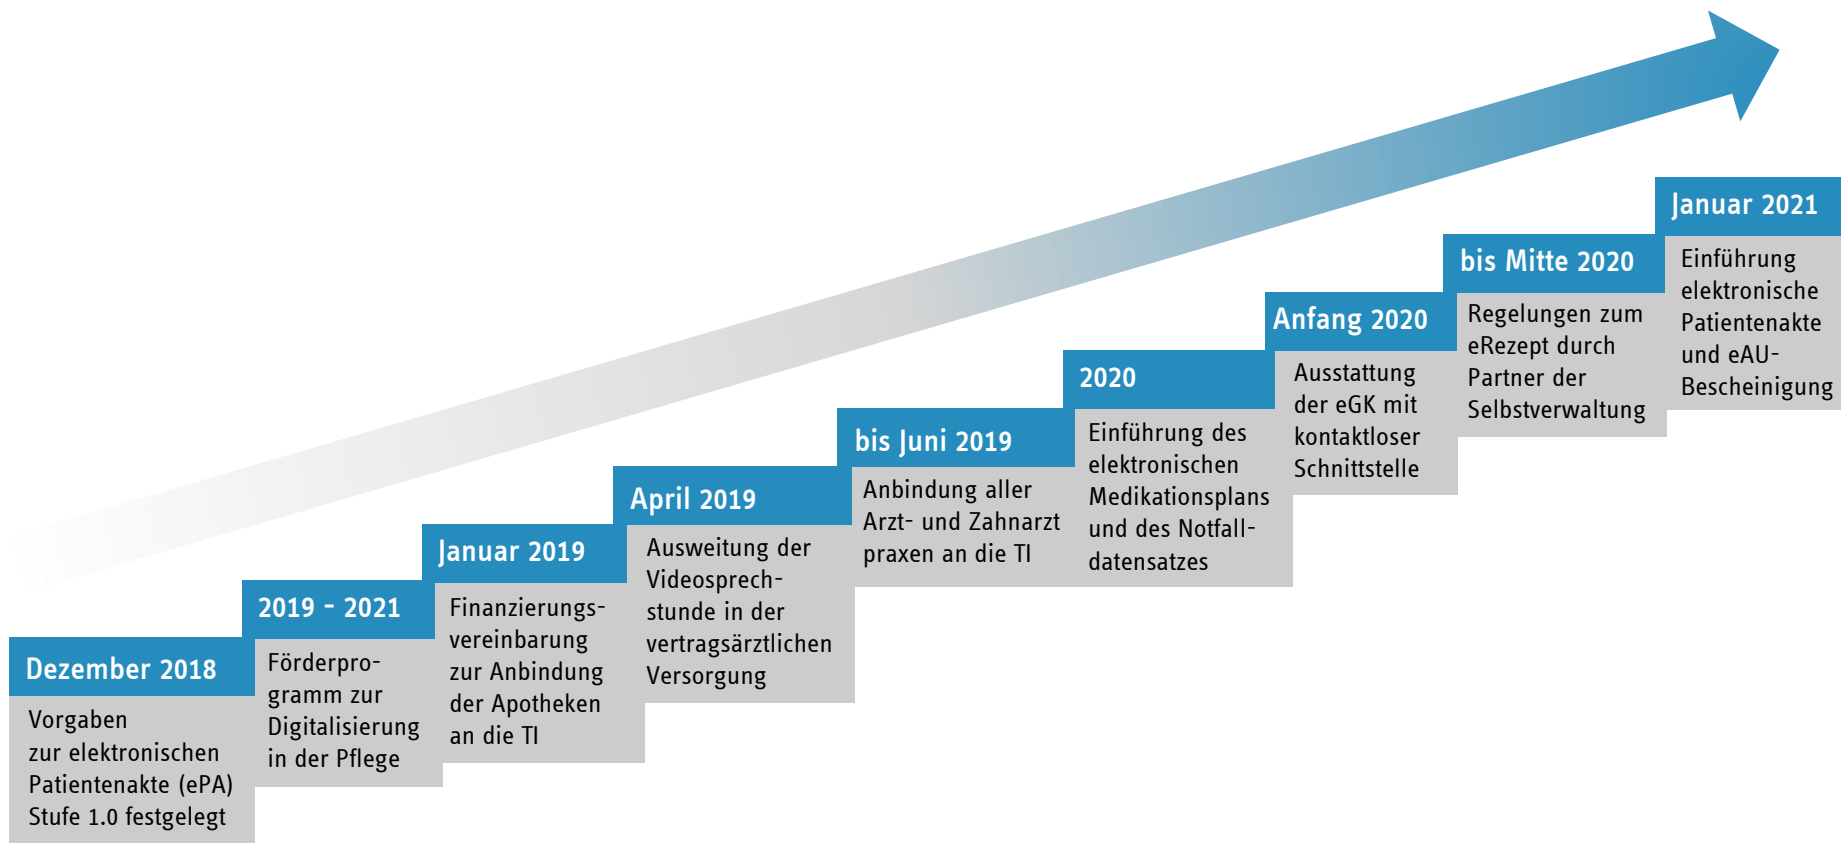 Dezember 2018
Vorgaben
zur elektronischen
Patientenakte (ePA)
Stufe 1.0 festgelegt
2019 - 2021
Förderpro-
gramm zur
Digitalisierung
in der Pflege
Januar 2019
Finanzierungs-
vereinbarung
zur Anbindung
der Apotheken
an die TI
April 2019
Ausweitung der
Videosprech-
stunde in der
vertragsärztlichen
Versorgung
bis Juni 2019
Anbindung aller
Arzt- und Zahnarzt
praxen an die TI
2020
Einführung des
elektronischen
Medikationsplans
und des Notfall-
datensatzes
Anfang 2020
Ausstattung
der eGK mit
kontaktloser
Schnittstelle
bis Mitte 2020
Regelungen zum
eRezept durch
Partner der
Selbstverwaltung
Januar 2021
Einführung
elektronische
Patientenakte
und eAU-
Bescheinigung